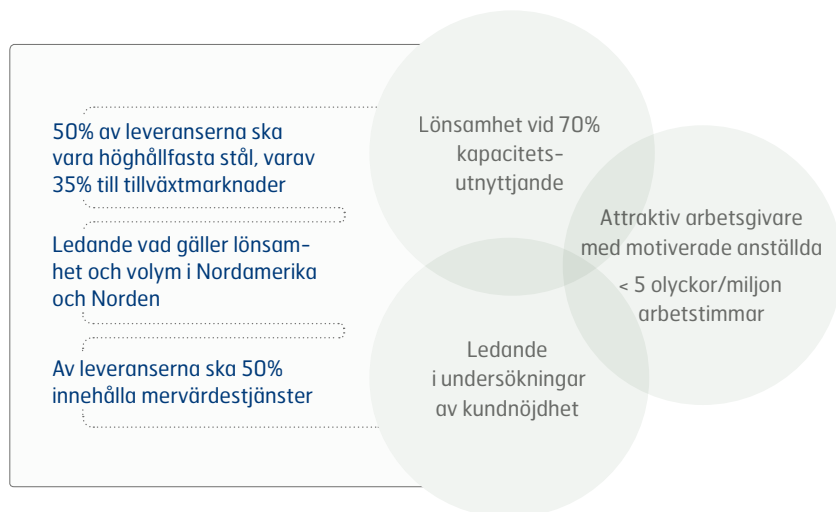 50% av leveranserna ska
vara höghållfasta stål, varav
35% till tillväxtmarknader
Ledande vad gäller lönsam-
het och volym i Nordamerika
och Norden
Av leveranserna ska 50%
innehålla mervärdestjänster
Lönsamhet vid 70%
kapacitets-
utnyttjande
Attraktiv arbetsgivare
med motiverade anställda
< 5 olyckor/miljon
arbetstimmar
Ledande
i undersökningar
av kundnöjdhet